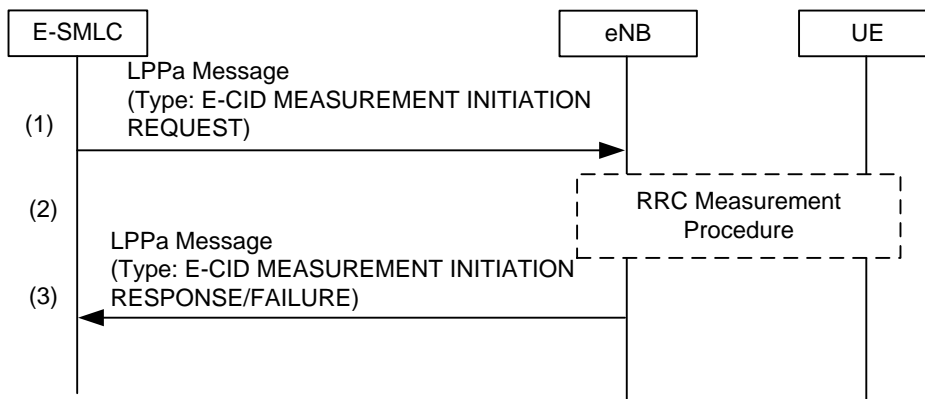 E-SMLC
eNB
UE
LPPa Message
(Type: E-CID MEASUREMENT INITIATION
REQUEST)
(1)
RRC Measurement
Procedure
(2)
LPPa Message
(Type: E-CID MEASUREMENT INITIATION
RESPONSE/FAILURE)
(3)